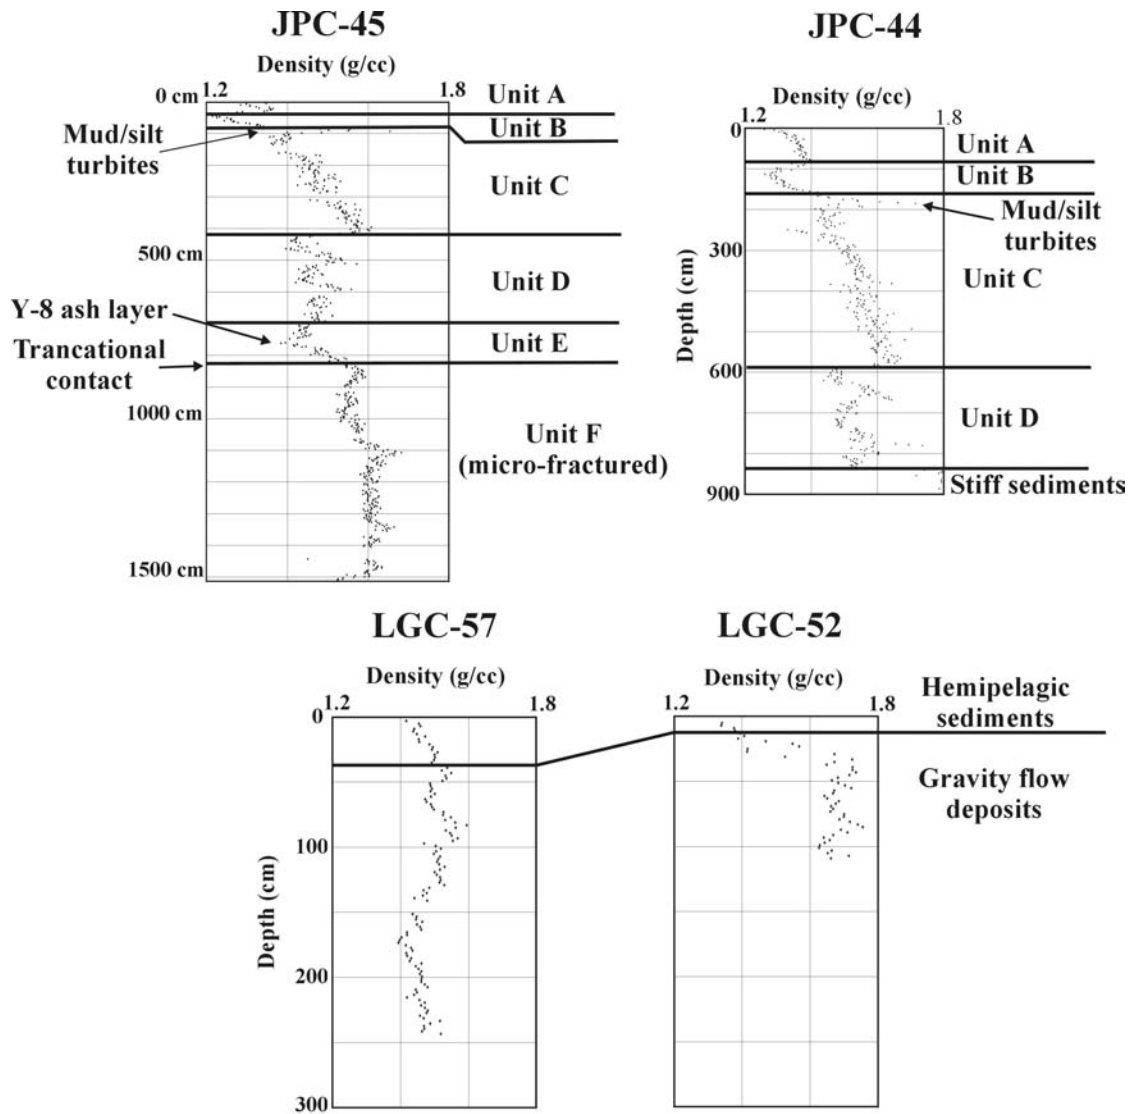 JPC-45
Density (g/cc)
1.2 1.8
0 cm
Unit A
Unit B
Mud/silt
turbites
Unit C
500 cm
Unit D
Y-8 ash layer
Unit E
Trancational
contact
1000 cm
Unit F
(micro-fractured)
1500 cm
JPC-44
Density (g/cc)
1.2 1.8
0
Unit A
Unit B
Mud/silt
turbites
300
Unit C
Depth (cm)
600
Unit D
900
Stiff sediments
LGC-57
Density (g/cc)
1.2 1.8
0
100
Depth (cm)
200
300
LGC-52
Density (g/cc)
1.2 1.8
Hemipelagic
sediments
Gravity flow
deposits